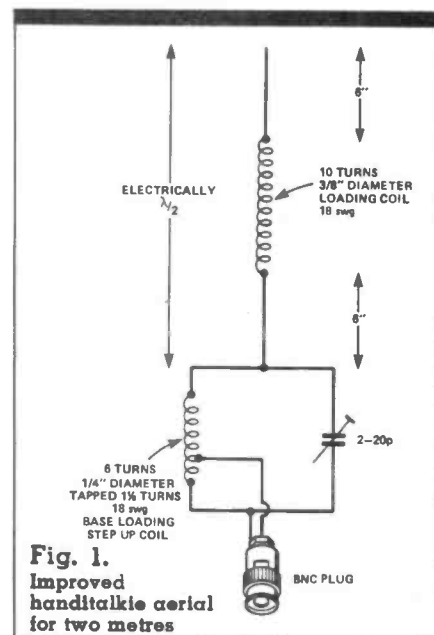 6"
ELECTRICALLY
λ/2
10 TURNS
3/8" DIAMETER
LOADING COIL
18 swg
6"
6 TURNS
1/4" DIAMETER
TAPPED 1½ TURNS
18 swg
BASE LOADING
STEP UP COIL
2-20p
BNC PLUG
Fig. 1.
Improved
handitalkie aerial
for two metres